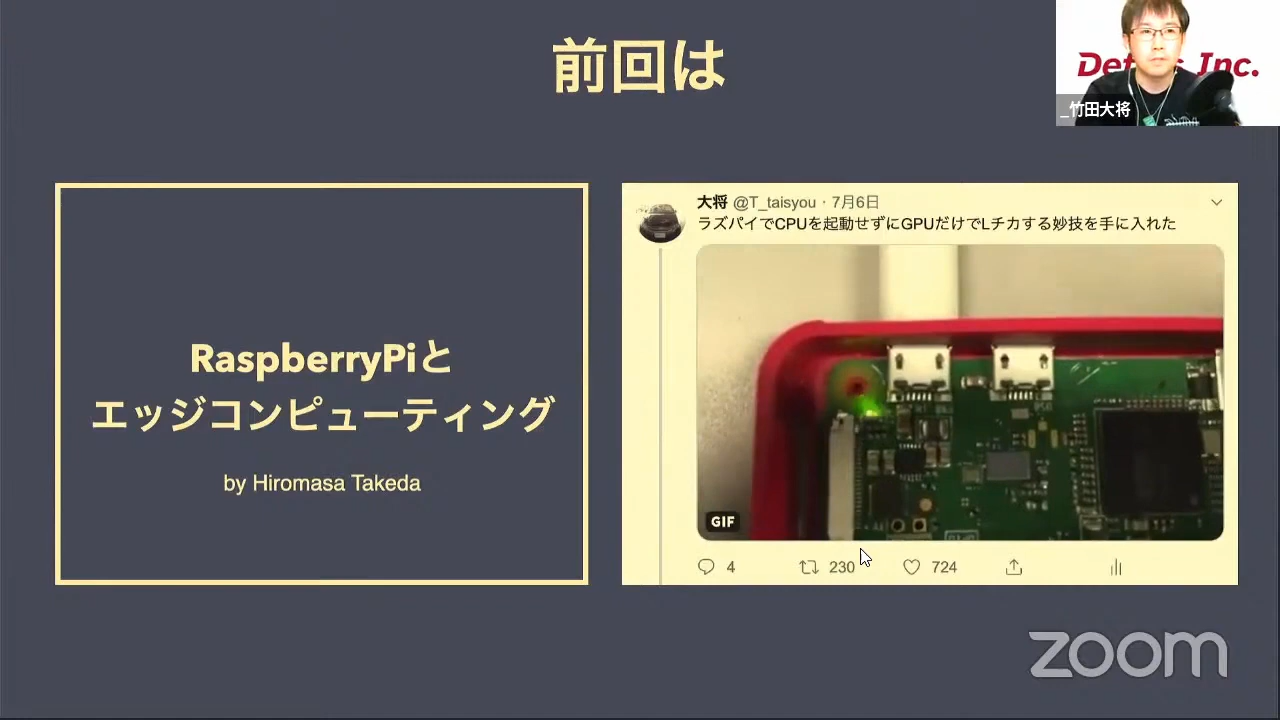 前回は
Inc.
_竹田大将
RaspberryPiと
エッジコンピューティング
by Hiromasa Takeda
大将 @T_taisyou · 7月6日
ラズパイでCPUを起動せずにGPUだけでLチカする妙技を手に入れた
GIF
4
230
724
zoom